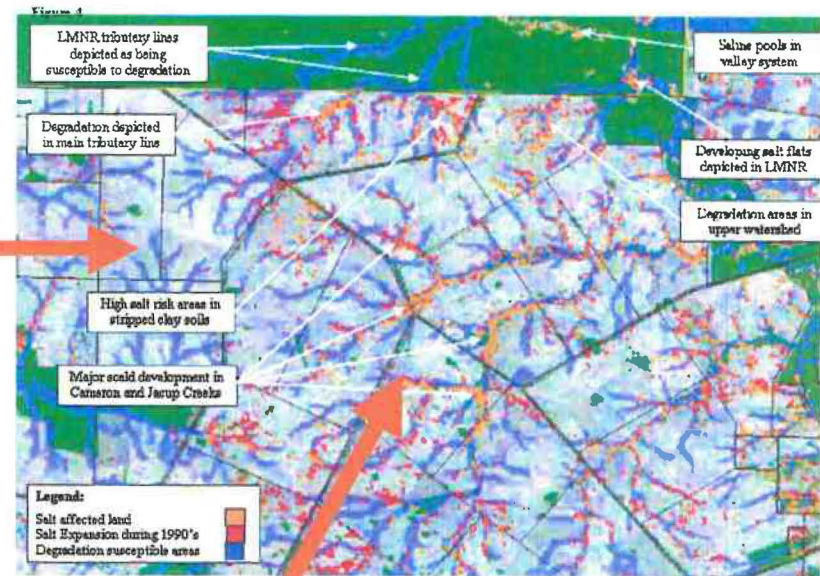 Figure 4
LMNR tributary lines
depicted as being
susceptible to degradation
Saline pools in
valley system
Degradation depicted
in main tributary line
Developing salt flats
depicted in LMNR
Degradation areas in
upper watershed
High salt risk areas in
stripped clay soils
Major scald development in
Cameron and Jacup Creeks
Legend:
Salt affected land
Salt Expansion during 1990's
Degradation susceptible areas